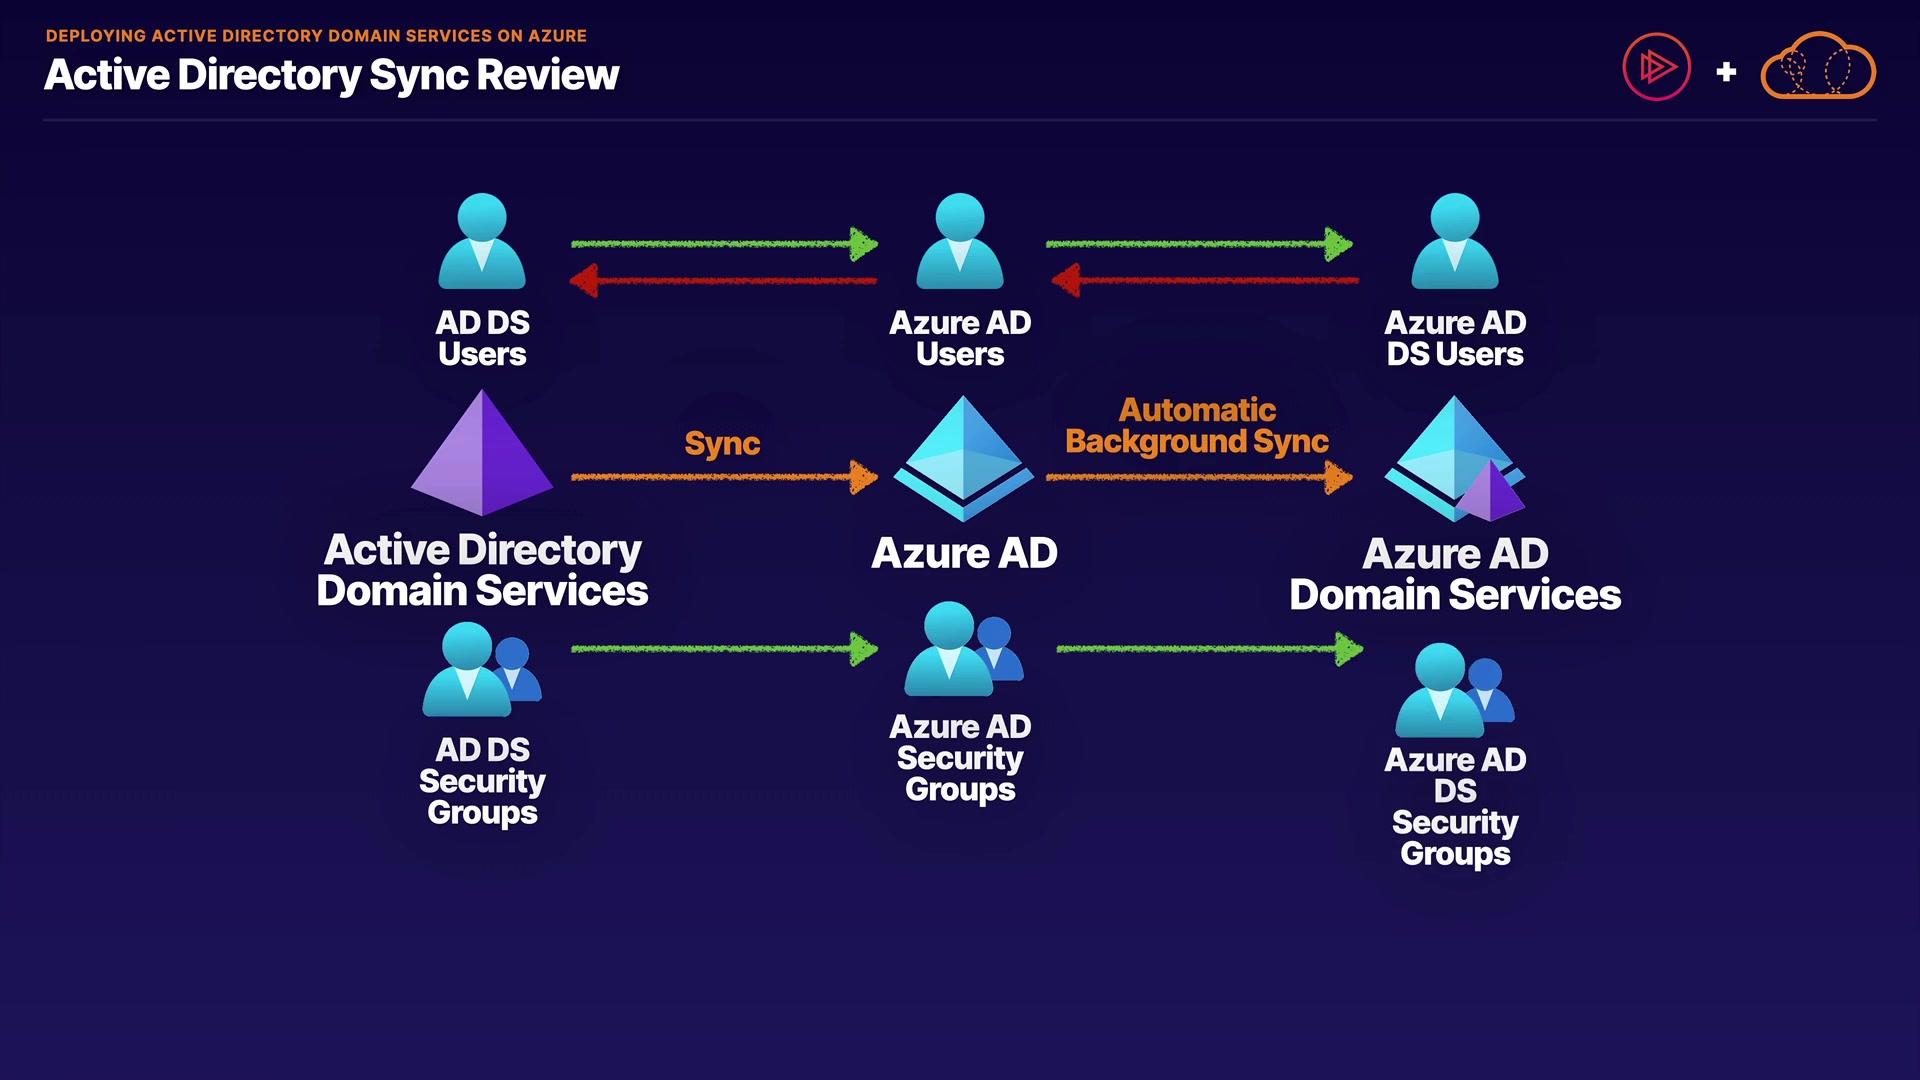 DEPLOYING ACTIVE DIRECTORY DOMAIN SERVICES ON AZURE
Active Directory Sync Review
AD DS
Users
Azure AD
Users
Azure AD
DS Users
Sync
Automatic
Background Sync
Active Directory
Domain Services
Azure AD
Azure AD
Domain Services
AD DS
Security
Groups
Azure AD
Security
Groups
Azure AD
DS
Security
Groups